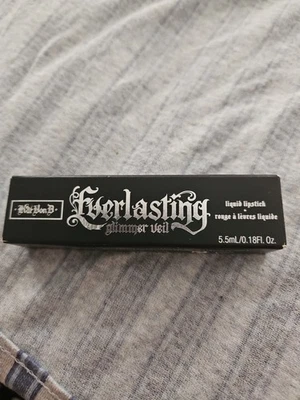 Kat Von D
Everlasting
glimmer veil
liquid lipstick
•
rouge à lèvres liquide
5.5mL/0.18Fl. Oz.